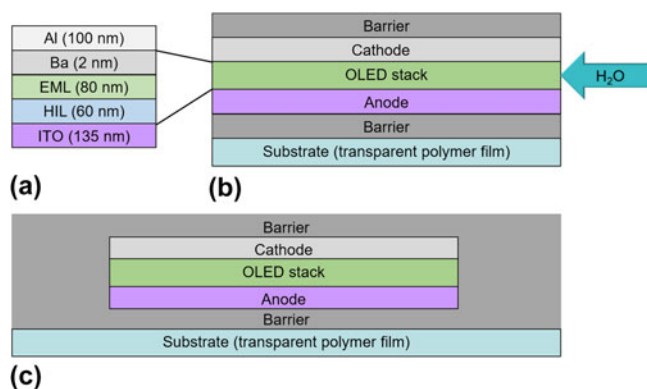 Al (100 nm)
Ba (2 nm)
EML (80 nm)
HIL (60 nm)
ITO (135 nm)
(a)
Barrier
Cathode
OLED stack
Anode
Barrier
Substrate (transparent polymer film)
H₂O
(b)
Barrier
Cathode
OLED stack
Anode
Barrier
Substrate (transparent polymer film)
(c)